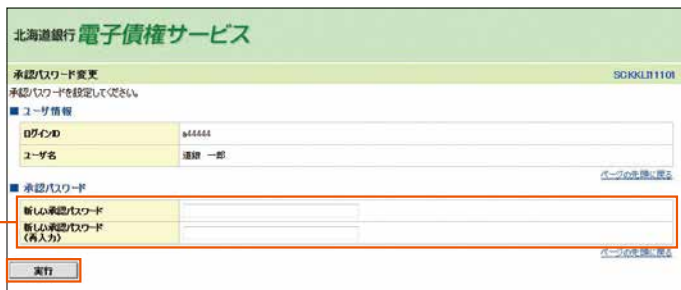 北海道銀行電子債権サービス
承認パスワード変更 SCKKLI11101
承認パスワードを設定してください。
■ ユーザ情報
ログインID s44444
ユーザ名 道銀 一郎
ページの先頭に戻る
■ 承認パスワード
新しい承認パスワード
新しい承認パスワード
(再入力)
ページの先頭に戻る
実行